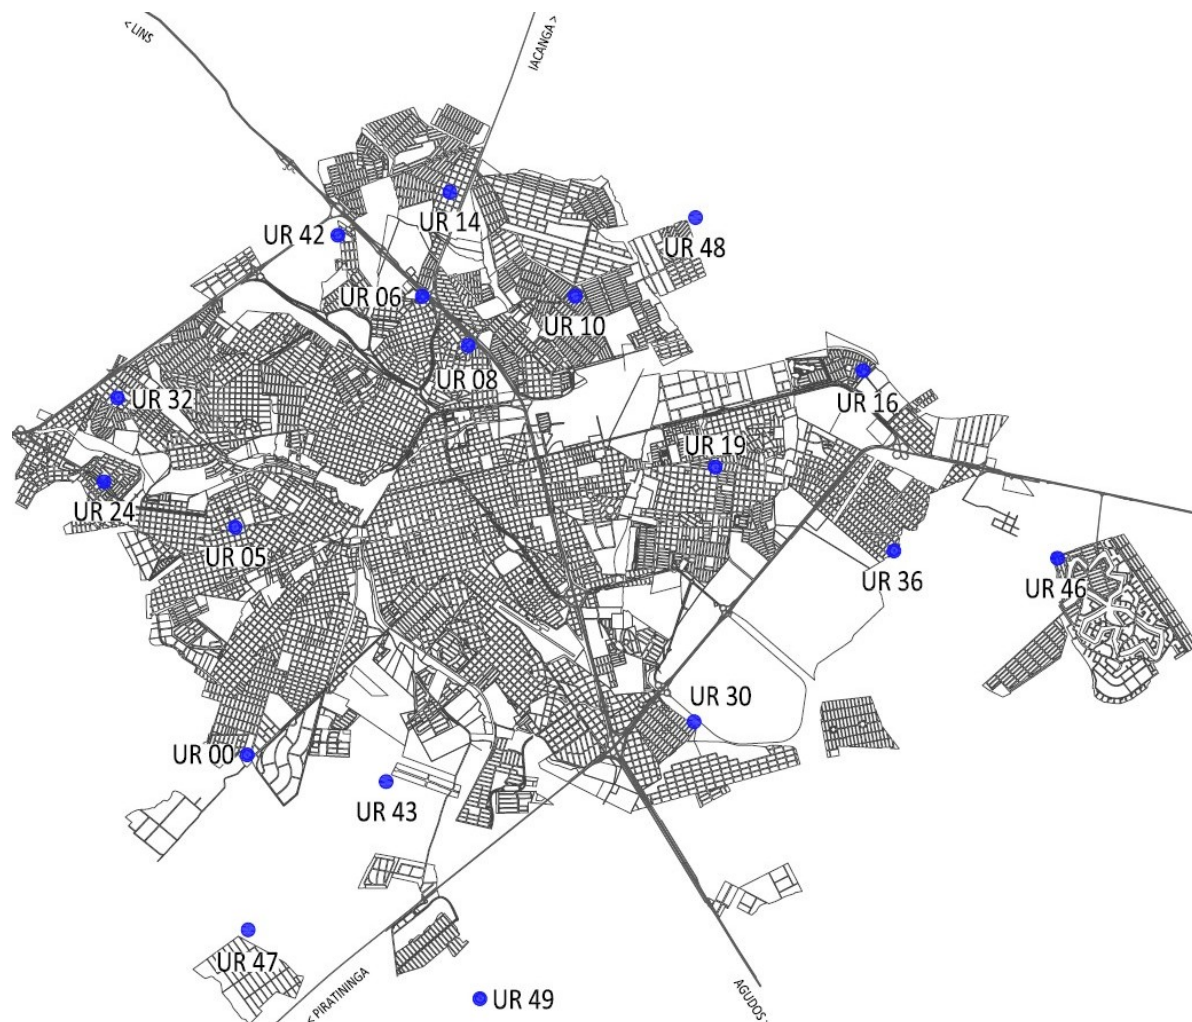 < LINS
IACANGA >
UR 14
UR 42
UR 48
UR 06
UR 10
UR 08
UR 32
UR 16
UR 19
UR 24
UR 05
UR 36
UR 46
UR 30
UR 00
UR 43
UR 47
< PIRATININGA
AGUDOS >
UR 49